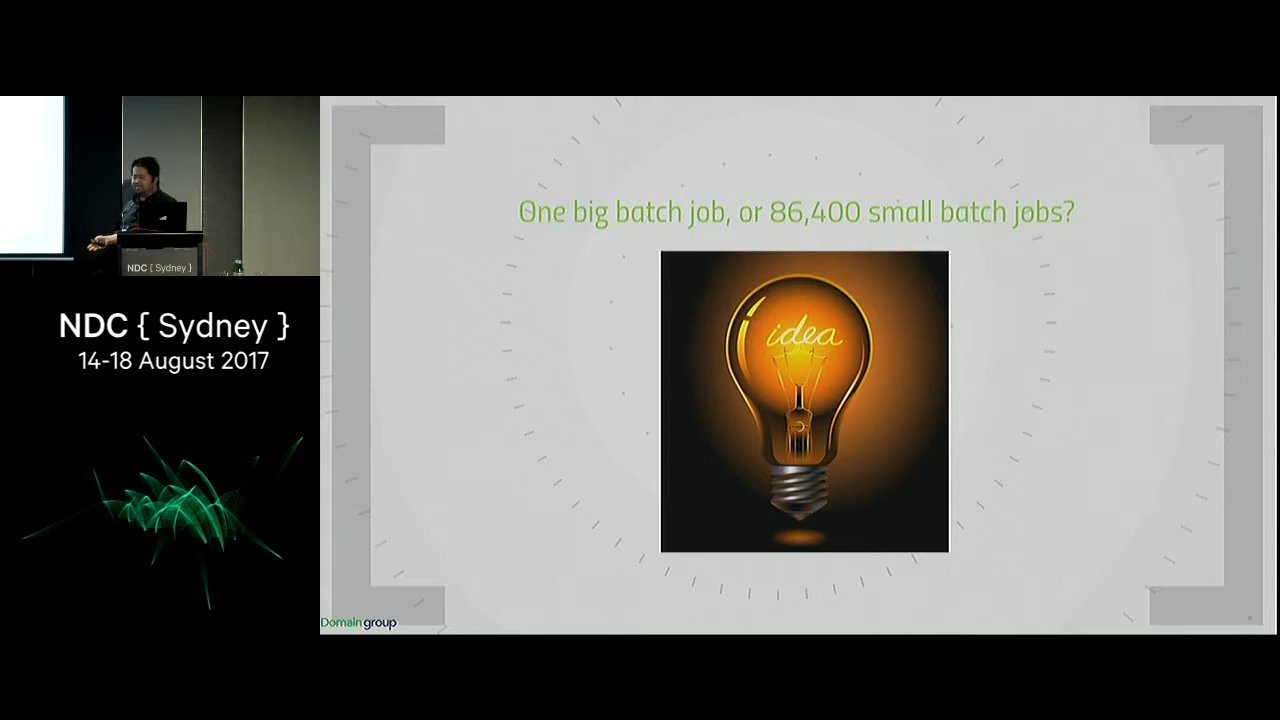 One big batch job, or 86,400 small batch jobs?
idea
NDC { Sydney }
NDC { Sydney }
14-18 August 2017
Domain group